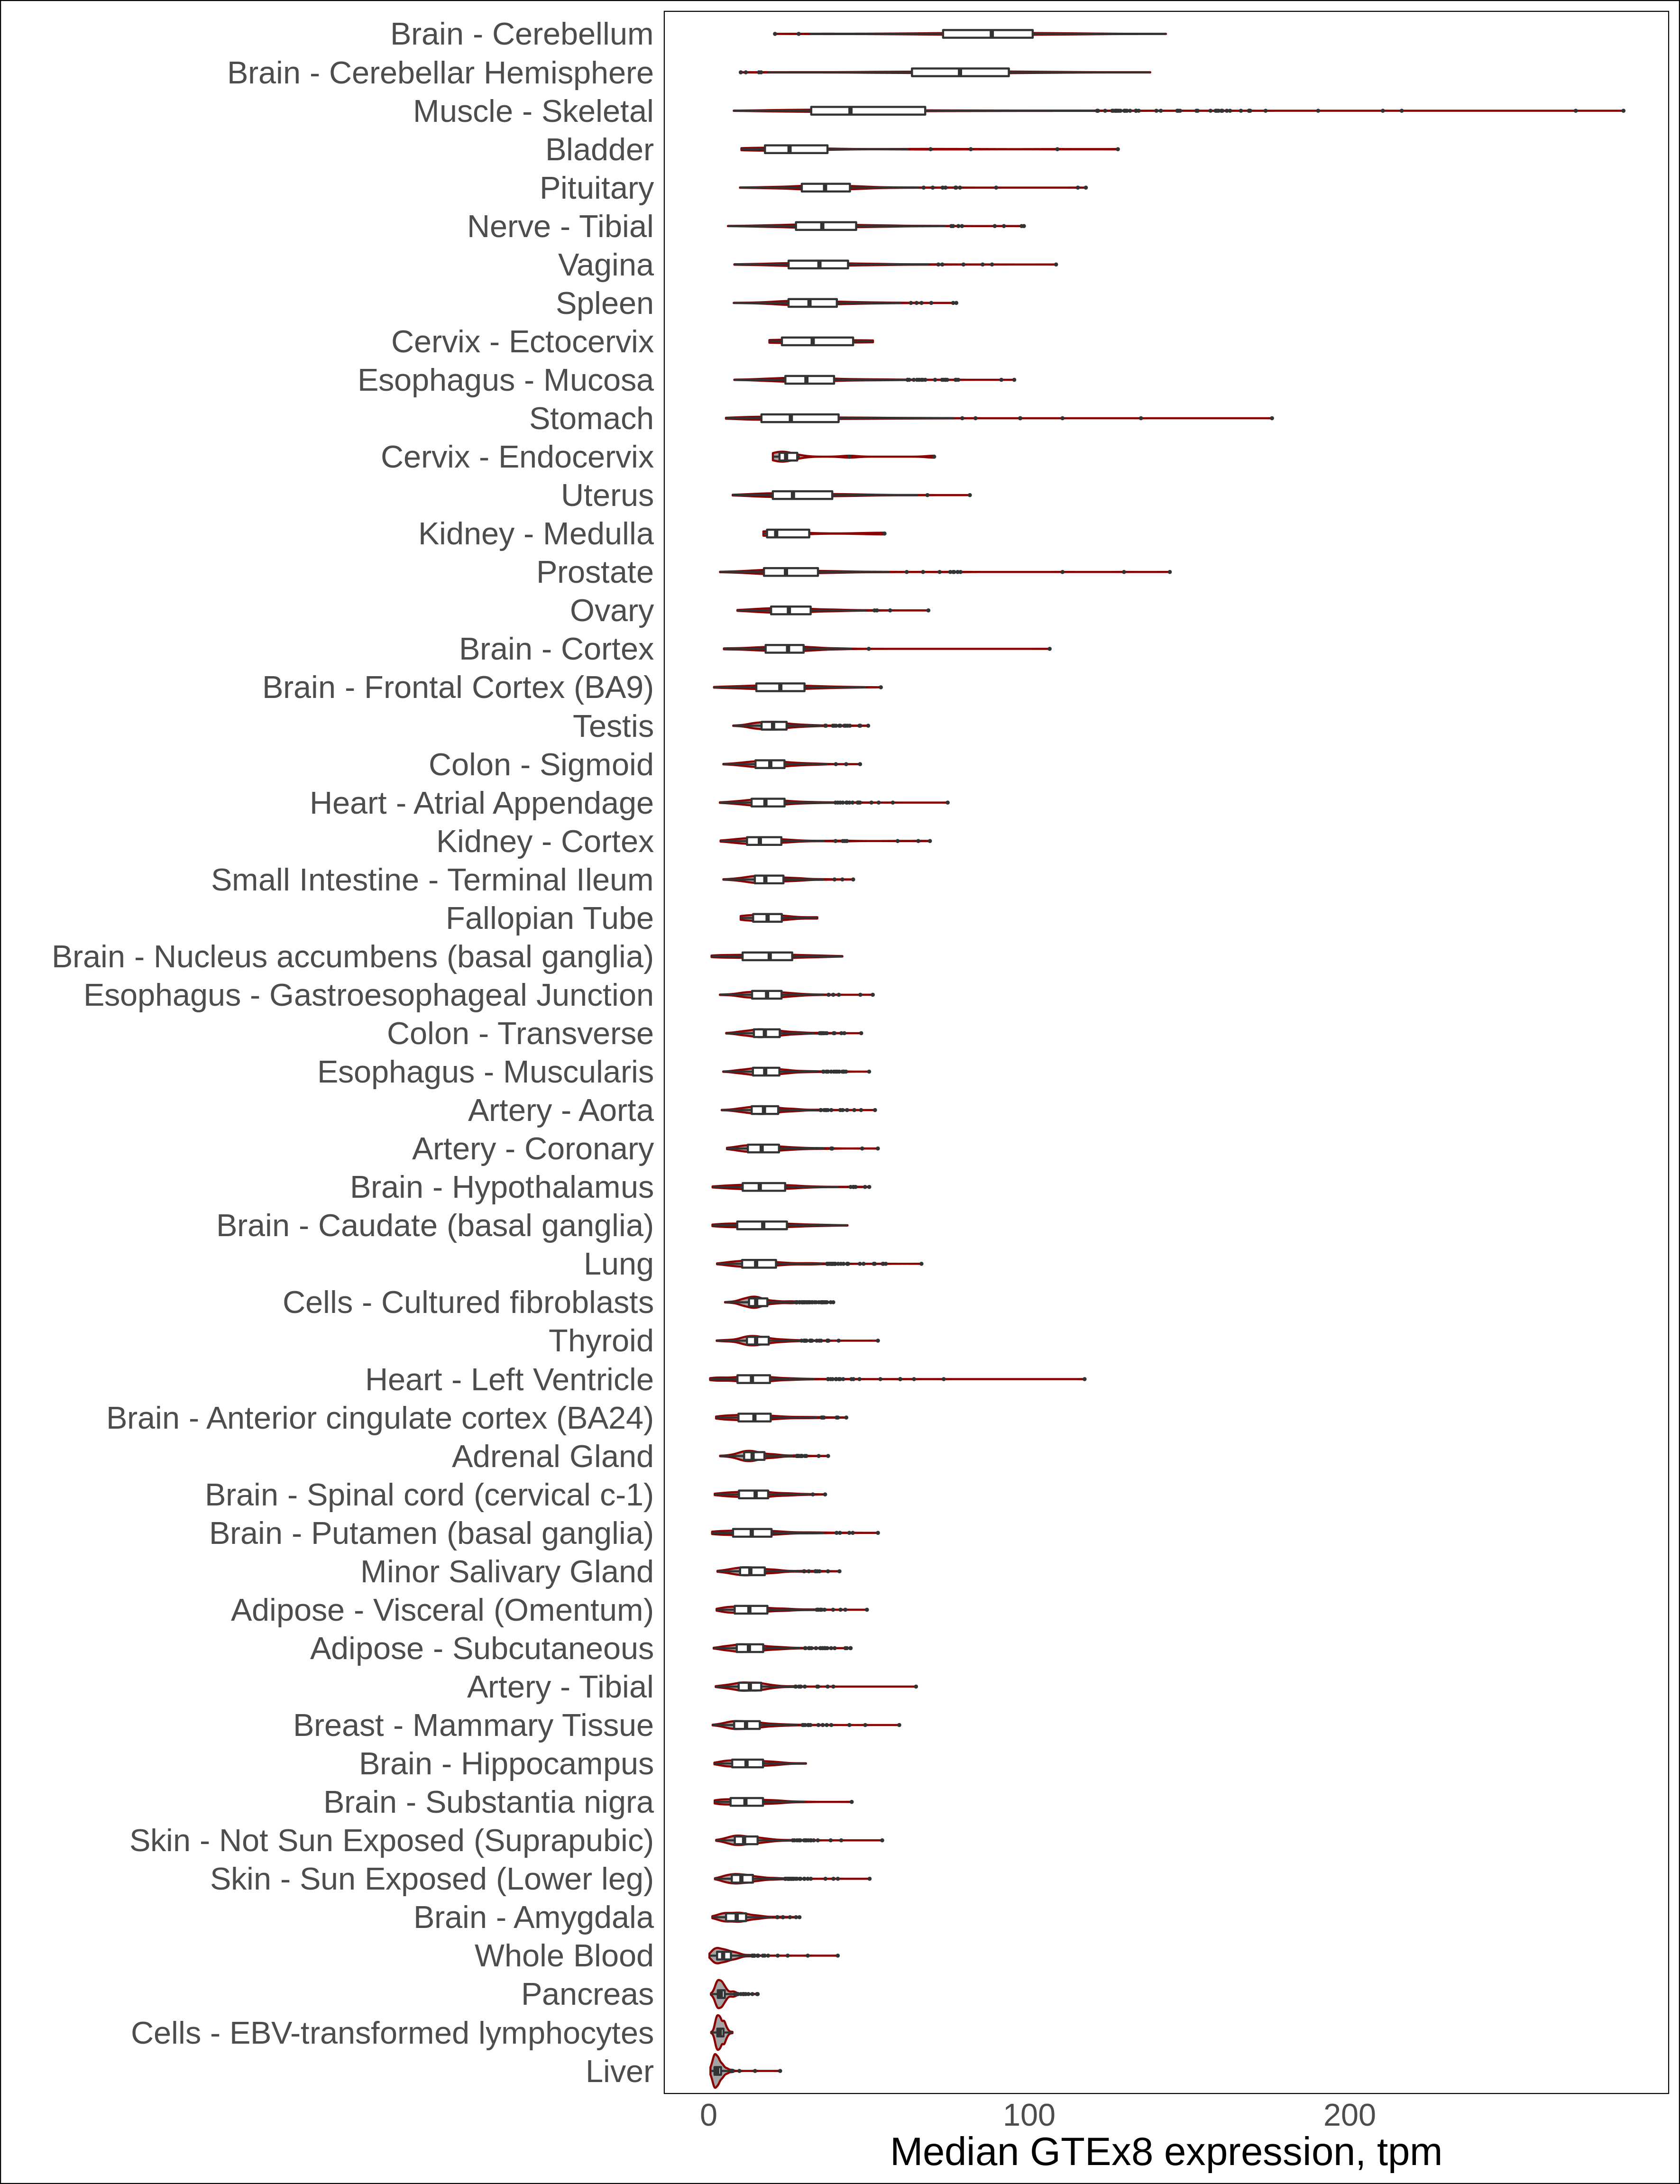 Brain - Cerebellum
Brain - Cerebellar Hemisphere
Muscle - Skeletal
Bladder
Pituitary
Nerve - Tibial
Vagina
Spleen
Cervix - Ectocervix
Esophagus - Mucosa
Stomach
Cervix - Endocervix
Uterus
Kidney - Medulla
Prostate
Ovary
Brain - Cortex
Brain - Frontal Cortex (BA9)
Testis
Colon - Sigmoid
Heart - Atrial Appendage
Kidney - Cortex
Small Intestine - Terminal Ileum
Fallopian Tube
Brain - Nucleus accumbens (basal ganglia)
Esophagus - Gastroesophageal Junction
Colon - Transverse
Esophagus - Muscularis
Artery - Aorta
Artery - Coronary
Brain - Hypothalamus
Brain - Caudate (basal ganglia)
Lung
Cells - Cultured fibroblasts
Thyroid
Heart - Left Ventricle
Brain - Anterior cingulate cortex (BA24)
Adrenal Gland
Brain - Spinal cord (cervical c-1)
Brain - Putamen (basal ganglia)
Minor Salivary Gland
Adipose - Visceral (Omentum)
Adipose - Subcutaneous
Artery - Tibial
Breast - Mammary Tissue
Brain - Hippocampus
Brain - Substantia nigra
Skin - Not Sun Exposed (Suprapubic)
Skin - Sun Exposed (Lower leg)
Brain - Amygdala
Whole Blood
Pancreas
Cells - EBV-transformed lymphocytes
Liver
0 100 200
Median GTEx8 expression, tpm